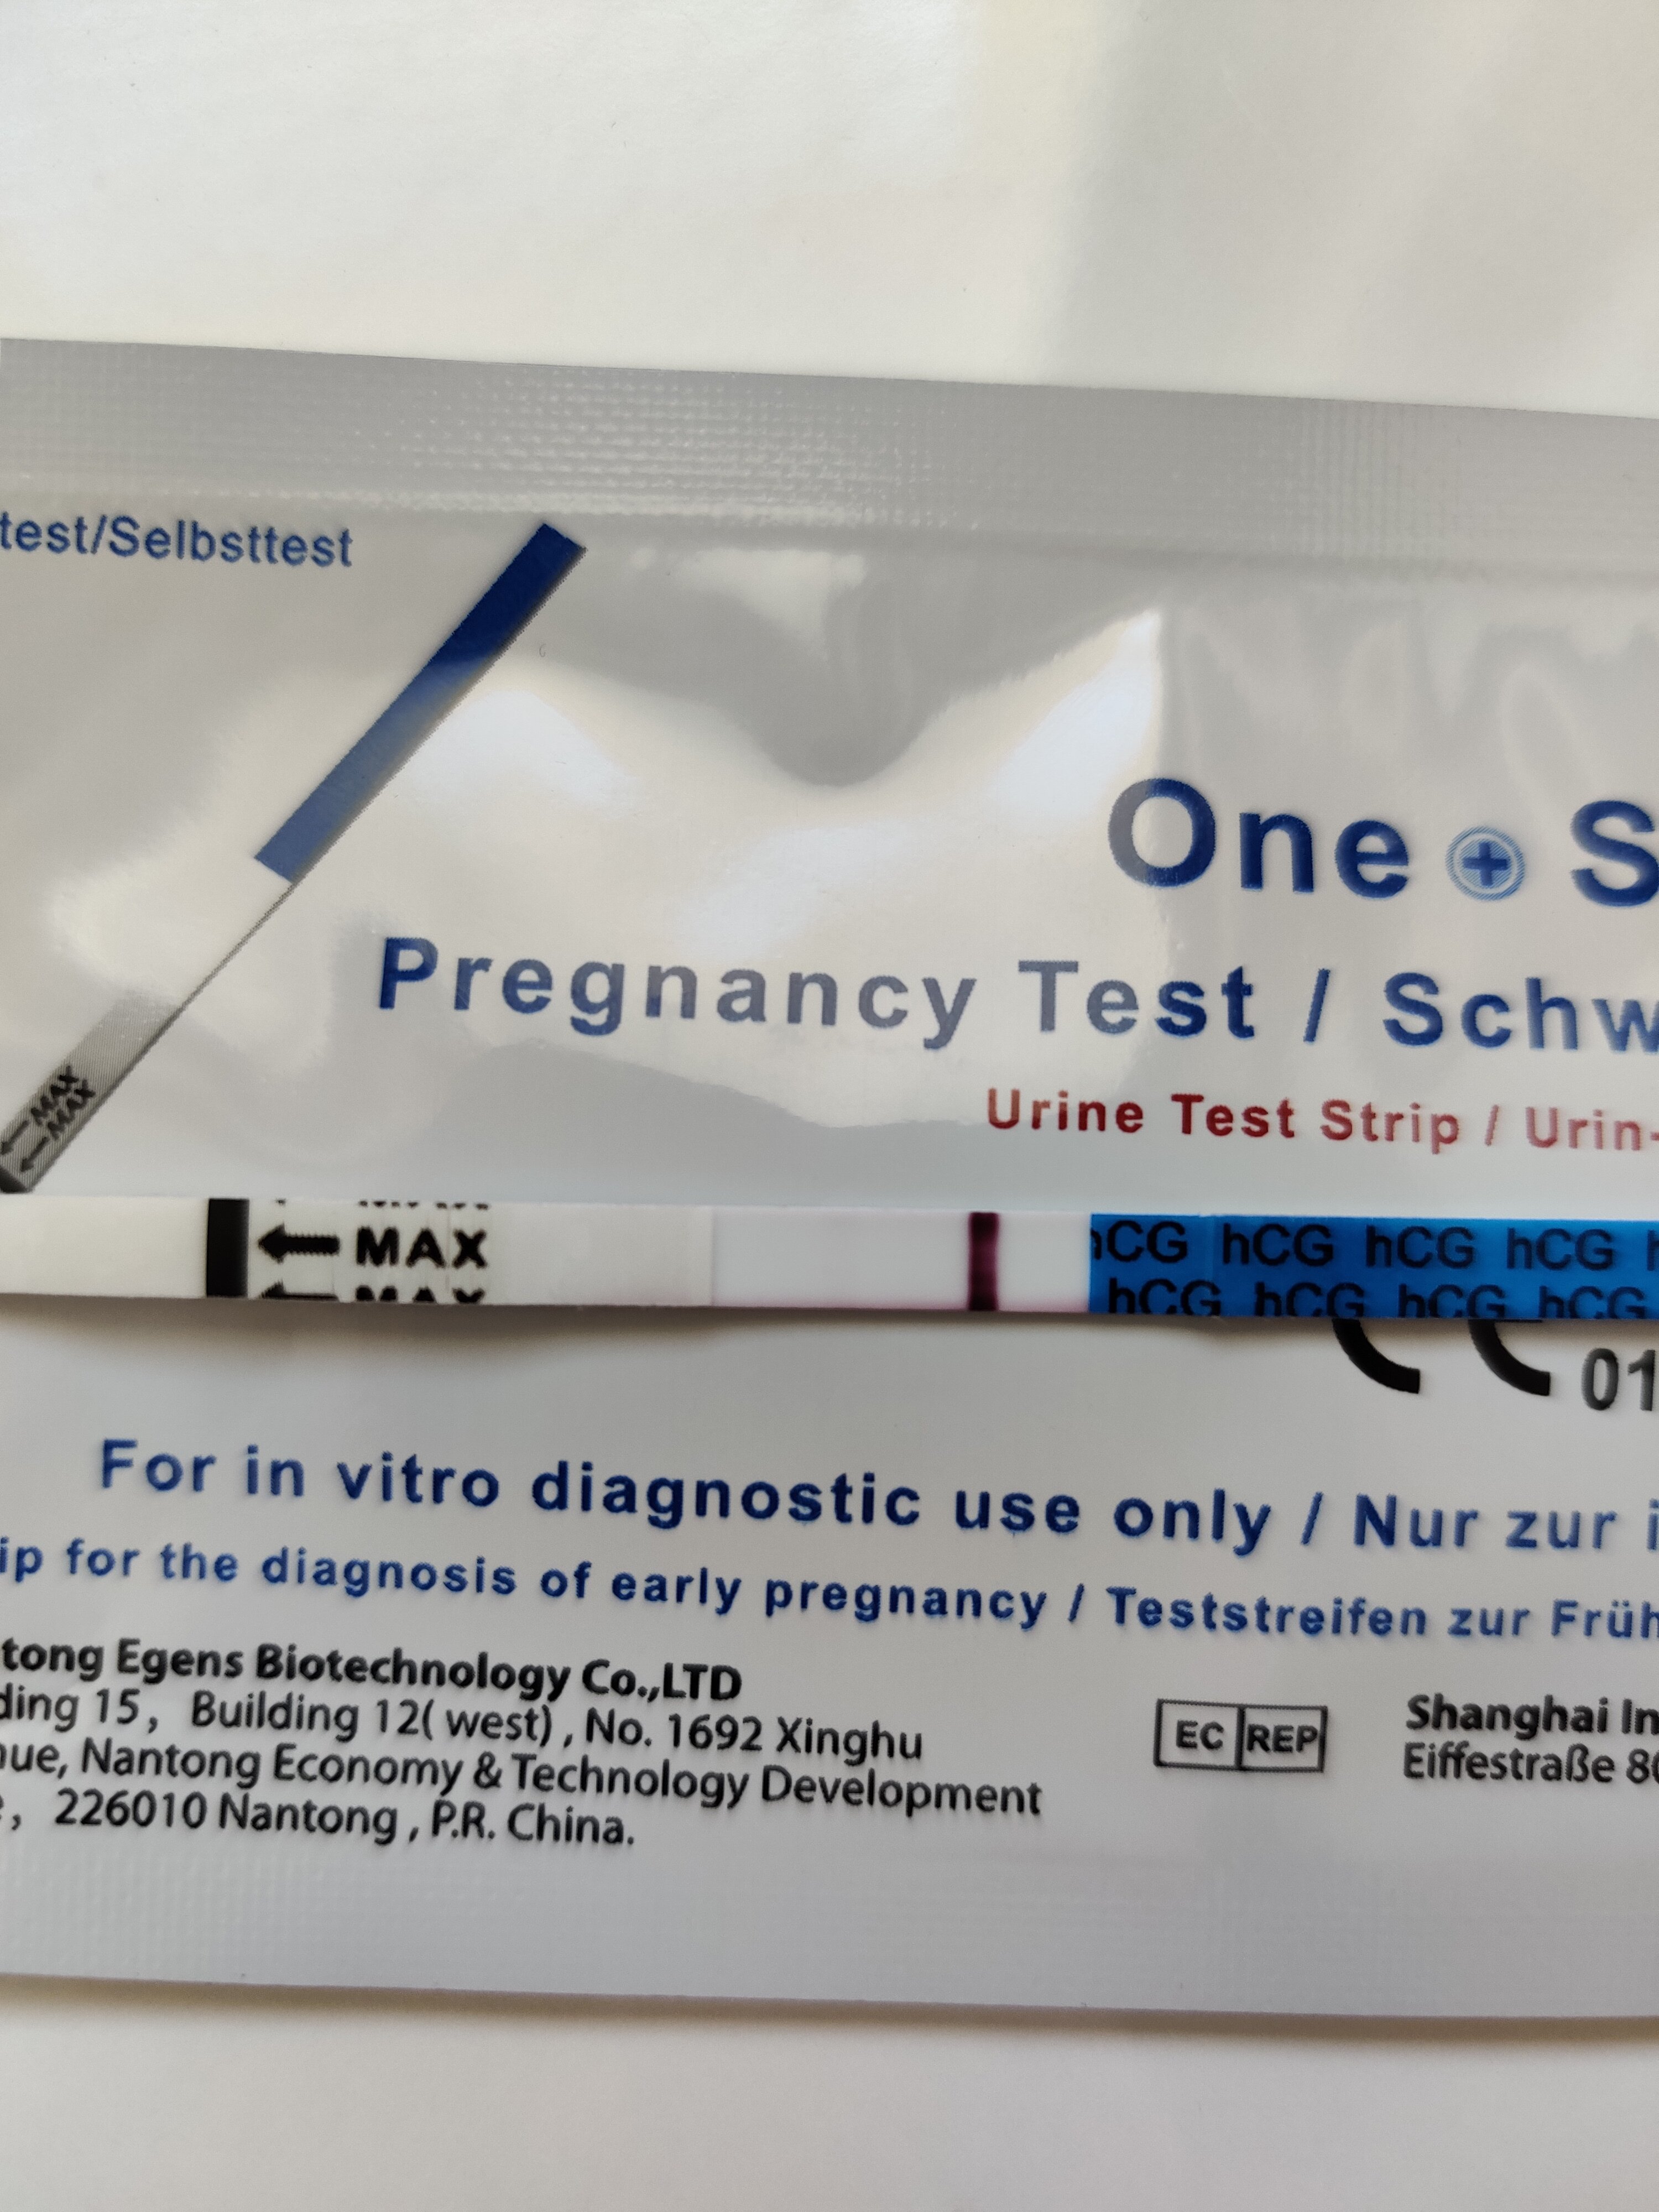 test/Selbsttest
MAX
MAX
One S
Pregnancy Test / Schw
Urine Test Strip / Urin-
MAX
MAX
hCG hCG hCG hCG
hCG hCG hCG hCG
01
For in vitro diagnostic use only / Nur zur i
ip for the diagnosis of early pregnancy / Teststreifen zur Früh
tong Egens Biotechnology Co.,LTD
ding 15, Building 12( west) , No. 1692 Xinghu
nue, Nantong Economy & Technology Development
, 226010 Nantong , P.R. China.
EC REP
Shanghai In
Eiffestraße 80